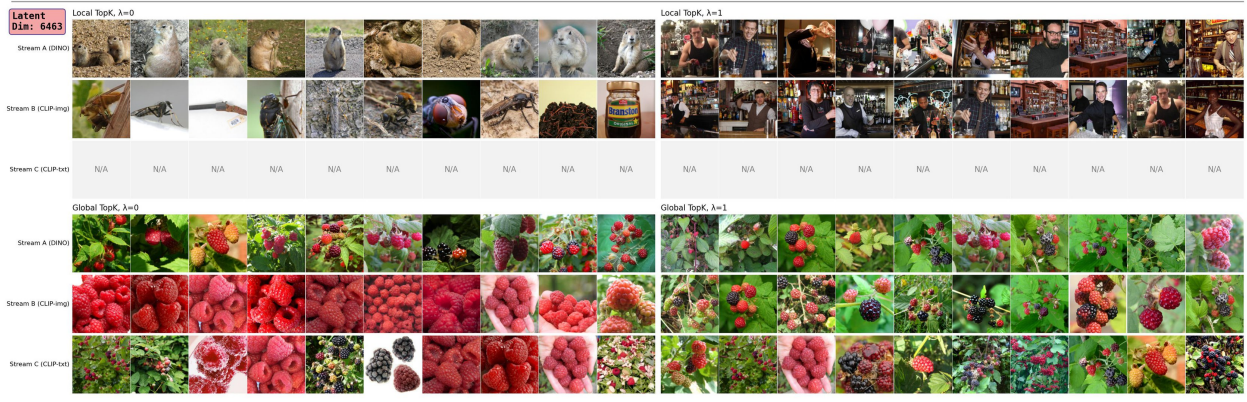 Latent
Dim: 6463
Local TopK, λ=0
Local TopK, λ=1
Stream A (DINO)
Stream B (CLIP-img)
Branston
Stream C (CLIP-txt)
N/A N/A N/A N/A N/A N/A N/A N/A N/A N/A
N/A N/A N/A N/A N/A N/A N/A N/A N/A N/A
Global TopK, λ=0
Global TopK, λ=1
Stream A (DINO)
Stream B (CLIP-img)
Stream C (CLIP-txt)